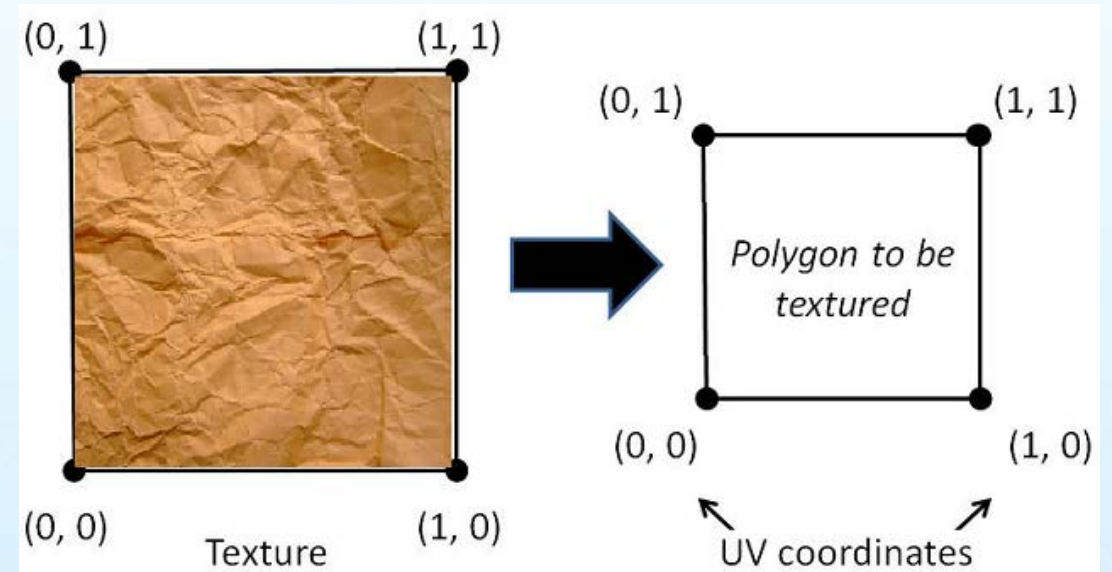 (0, 1) (1, 1)
(0, 0) (1, 0)
Texture
(0, 1) (1, 1)
Polygon to be
textured
(0, 0) (1, 0)
UV coordinates